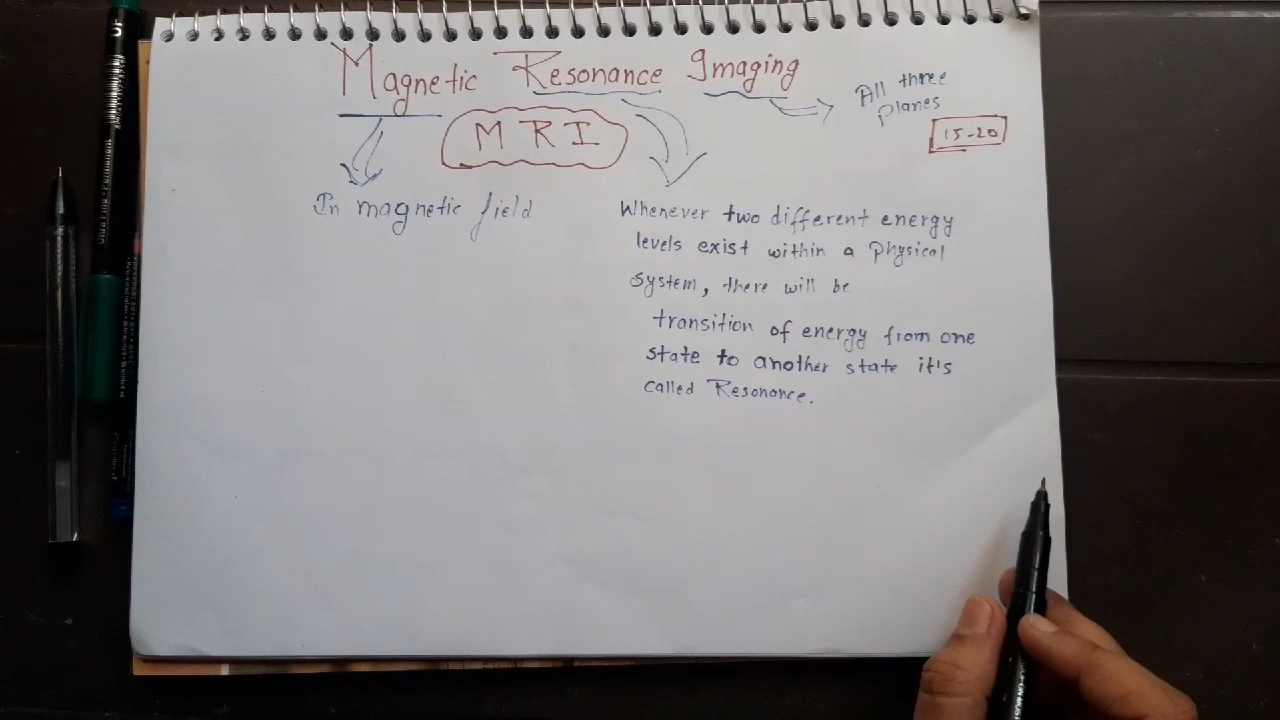 Magnetic Resonance Imaging
MRI
All three
planes
15-20
In magnetic field
Whenever two different energy
levels exist within a physical
system, there will be
transition of energy from one
state to another state it's
called Resonance.